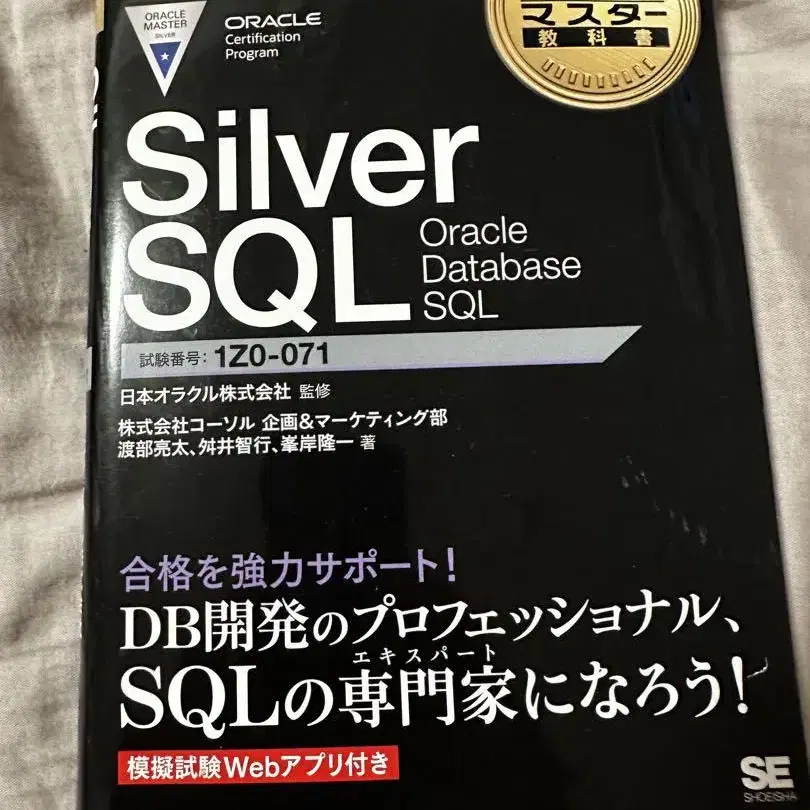 ORACLE
MASTER
SILVER
ORACLE
Certification
Program
マスター
教科書
Silver
SQL
Oracle
Database
SQL
試験番号: 1Z0-071
日本オラクル株式会社 監修
株式会社コーソル 企画&マーケティング部
渡部亮太、舛井智行、峯岸隆一 著
合格を強力サポート!
DB開発のプロフェッショナル、
エキスパート
SQLの専門家になろう!
模擬試験Webアプリ付き
SE
SHOEISHA